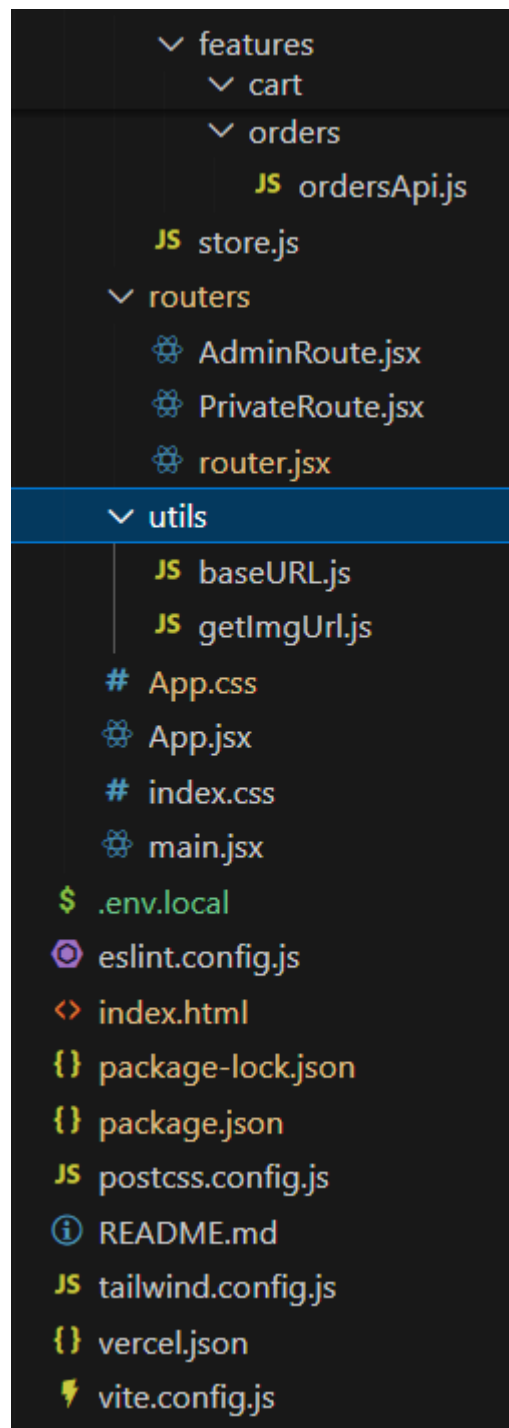 features
cart
orders
JS ordersApi.js
JS store.js
routers
AdminRoute.jsx
PrivateRoute.jsx
router.jsx
utils
JS baseURL.js
JS getImgUrl.js
# App.css
App.jsx
# index.css
main.jsx
$ .env.local
eslint.config.js
<> index.html
{} package-lock.json
{} package.json
JS postcss.config.js
README.md
JS tailwind.config.js
{} vercel.json
vite.config.js